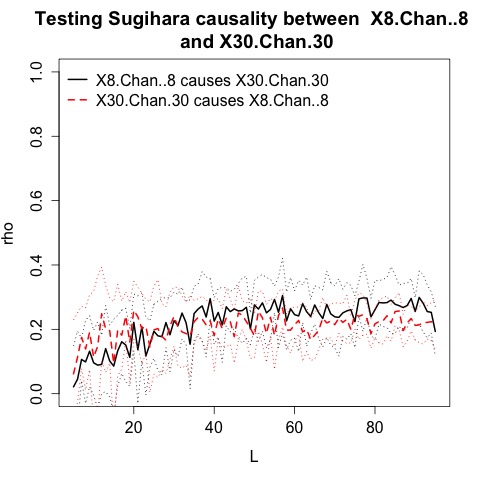 Testing Sugihara causality between  X8.Chan..8
and X30.Chan.30
X8.Chan..8 causes X30.Chan.30
X30.Chan.30 causes X8.Chan..8
1.0
0.8
0.6
0.4
0.2
0.0
rho
20 40 60 80
L